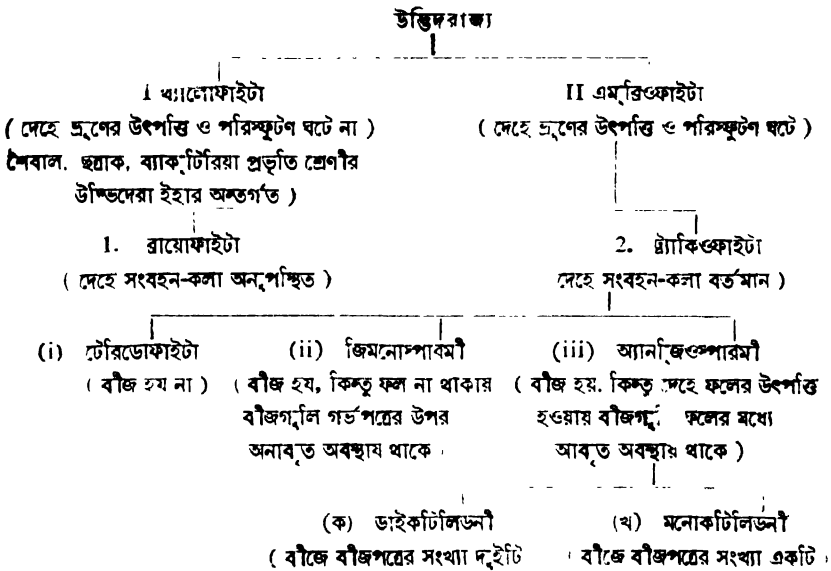 উদ্ভিদরাজ্য
I থ্যালোফাইটা
II এম্ব্রিওফাইটা
( দেহে ভ্রূণের উৎপত্তি ও পরিস্ফুটণ ঘটে না )
( দেহে ভ্রূণের উৎপত্তি ও পরিস্ফুটণ ঘটে )
শৈবাল, ছত্রাক, ব্যাক্‌টিরিয়া প্রভৃতি শ্রেণীর
উদ্ভিদেরা ইহার অন্তর্গত )
1. ব্রায়োফাইটা
2. ট্র্যাকিওফাইটা
( দেহে সংবহন-কলা অনুপস্থিত )
দেহে সংবহন-কলা বর্তমান )
(i) টেরিডোফাইটা
(ii) জিমনোস্পারমী
(iii) অ্যানজিওস্পারমী
( বীজ হয় না )
( বীজ হয, কিন্তু ফল না থাকায়
বীজগুলি গর্ভপত্রের উপর
অনাবৃত অবস্থায থাকে
( বীজ হয়. কিন্তু দেহে ফলের উৎপত্তি
হওয়ায় বীজগু ফলের মধ্যে
আবৃত অবস্থায় থাকে )
(ক) ডাইকটিলিডনী
(খ) মনোকটিলিডনী
( বীজে বীজপত্রের সংখ্যা দুইটি
বীজে বীজপত্রের সংখ্যা একটি